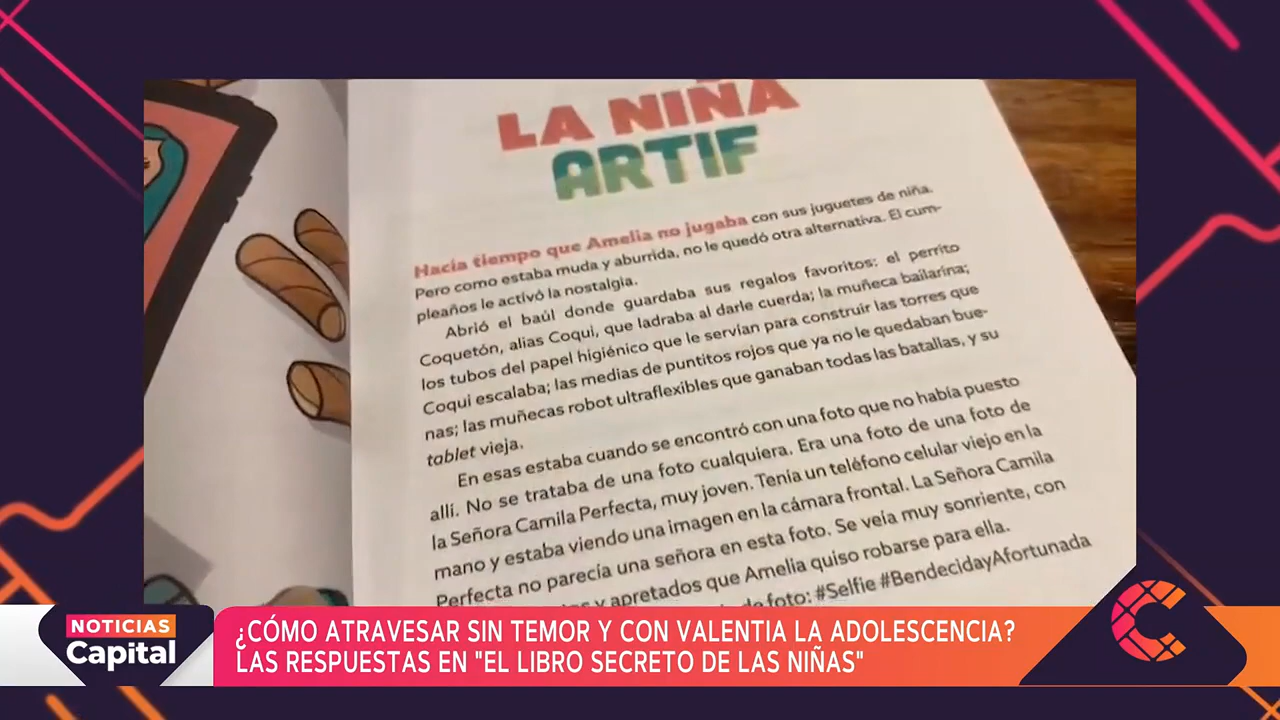 LA NIÑA
ARTIF
Hacía tiempo que Amelia no jugaba con sus juguetes de niña.
Pero como estaba muda y aburrida, no le quedó otra alternativa. El cum-
pleaños le activó la nostalgia.
Abrió el baúl donde guardaba sus regalos favoritos: el perrito
Coquetón, alias Coqui, que ladraba al darle cuerda; la muñeca bailarina;
los tubos del papel higiénico que le servían para construir las torres que
Coqui escalaba; las medias de puntitos rojos que ya no le quedaban bue-
nas; las muñecas robot ultraflexibles que ganaban todas las batallas, y su
tablet vieja.
En esas estaba cuando se encontró con una foto que no había puesto
allí. No se trataba de una foto cualquiera. Era una foto de una foto de
la Señora Camila Perfecta, muy joven. Tenía un teléfono celular viejo en la
mano y estaba viendo una imagen en la cámara frontal. La Señora Camila
Perfecta no parecía una señora en esta foto. Se veía muy sonriente, con
y apretados que Amelia quiso robarse para ella.
foto: #Selfie #BendecidayAfortunada
NOTICIAS
Capital
¿CÓMO ATRAVESAR SIN TEMOR Y CON VALENTIA LA ADOLESCENCIA?
LAS RESPUESTAS EN "EL LIBRO SECRETO DE LAS NIÑAS"